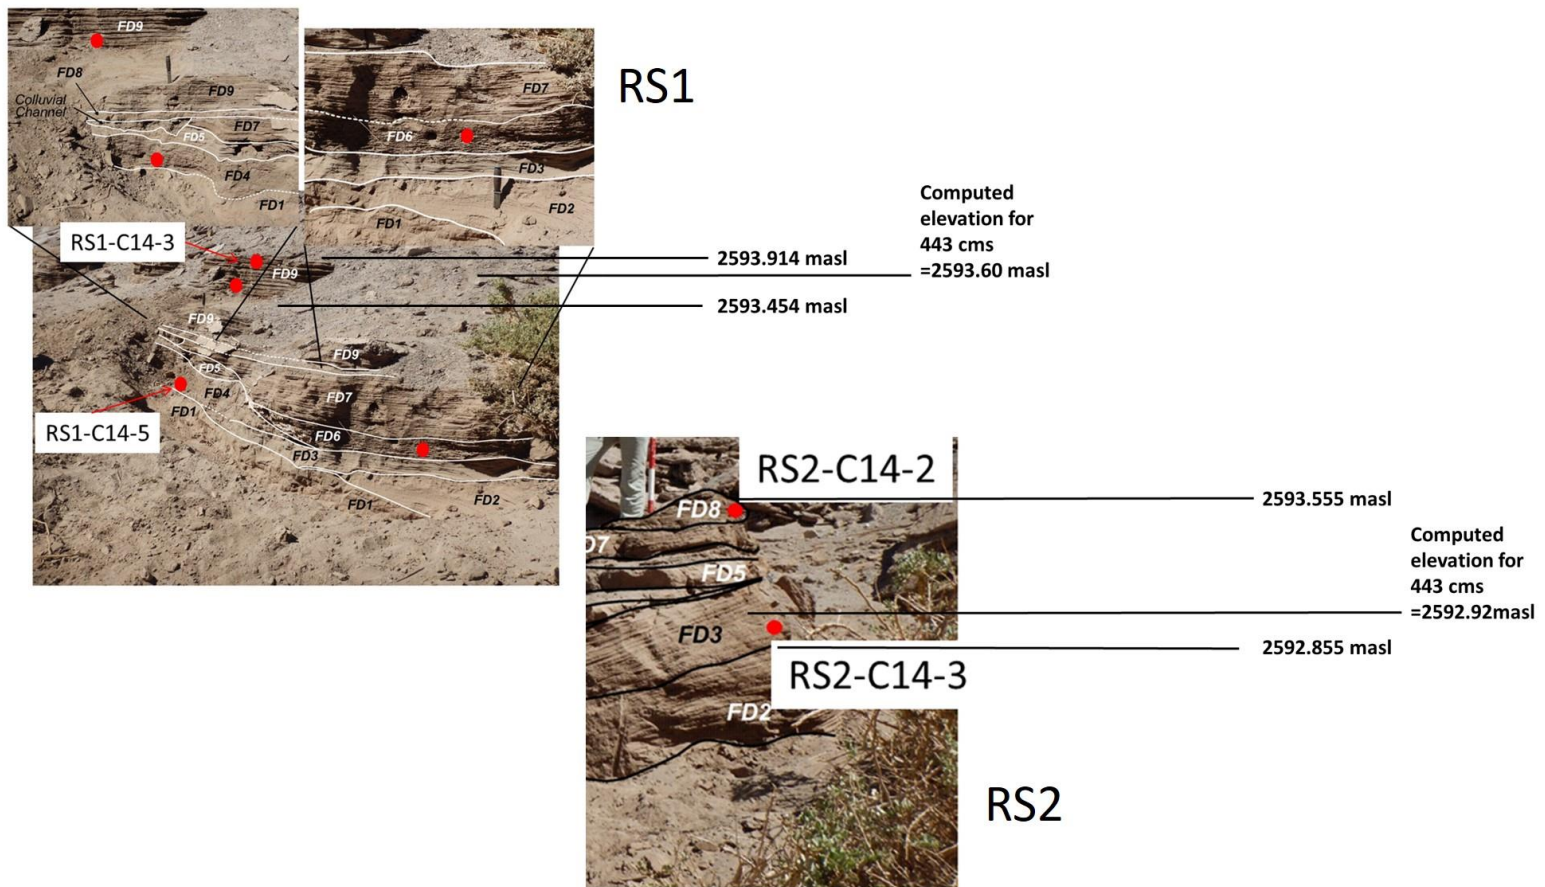 FD9
FD8
Colluvial
Channel
FD9
FD7
FD5
FD4
FD1
FD7
FD6
FD3
FD2
FD1
RS1
RS1-C14-3
FD9
FD9
FD9
FD5
FD4
FD7
FD1
RS1-C14-5
FD6
FD3
FD2
FD1
2593.914 masl
Computed
elevation for
443 cms
=2593.60 masl
2593.454 masl
RS2-C14-2
FD8
D7
FD5
FD3
RS2-C14-3
FD2
2593.555 masl
Computed
elevation for
443 cms
=2592.92masl
2592.855 masl
RS2